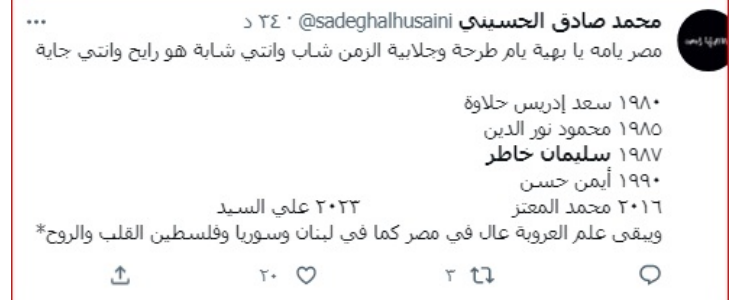 محمد صادق الحسيني @sadeghalhusaini · ٣٤ د
مصر يامه يا بهية يام طرحة وجلابية الزمن شاب وانتي شابة هو رايح وانتي جاية
١٩٨٠ سعد إدريس حلاوة
١٩٨٥ محمود نور الدين
١٩٨٧ سليمان خاطر
١٩٩٠ أيمن حسن
٢٠١٦ محمد المعتز ٢٠٢٣ علي السيد
ويبقى علم العروبة عال في مصر كما في لبنان وسوريا وفلسطين القلب والروح*
٣ ٢٠